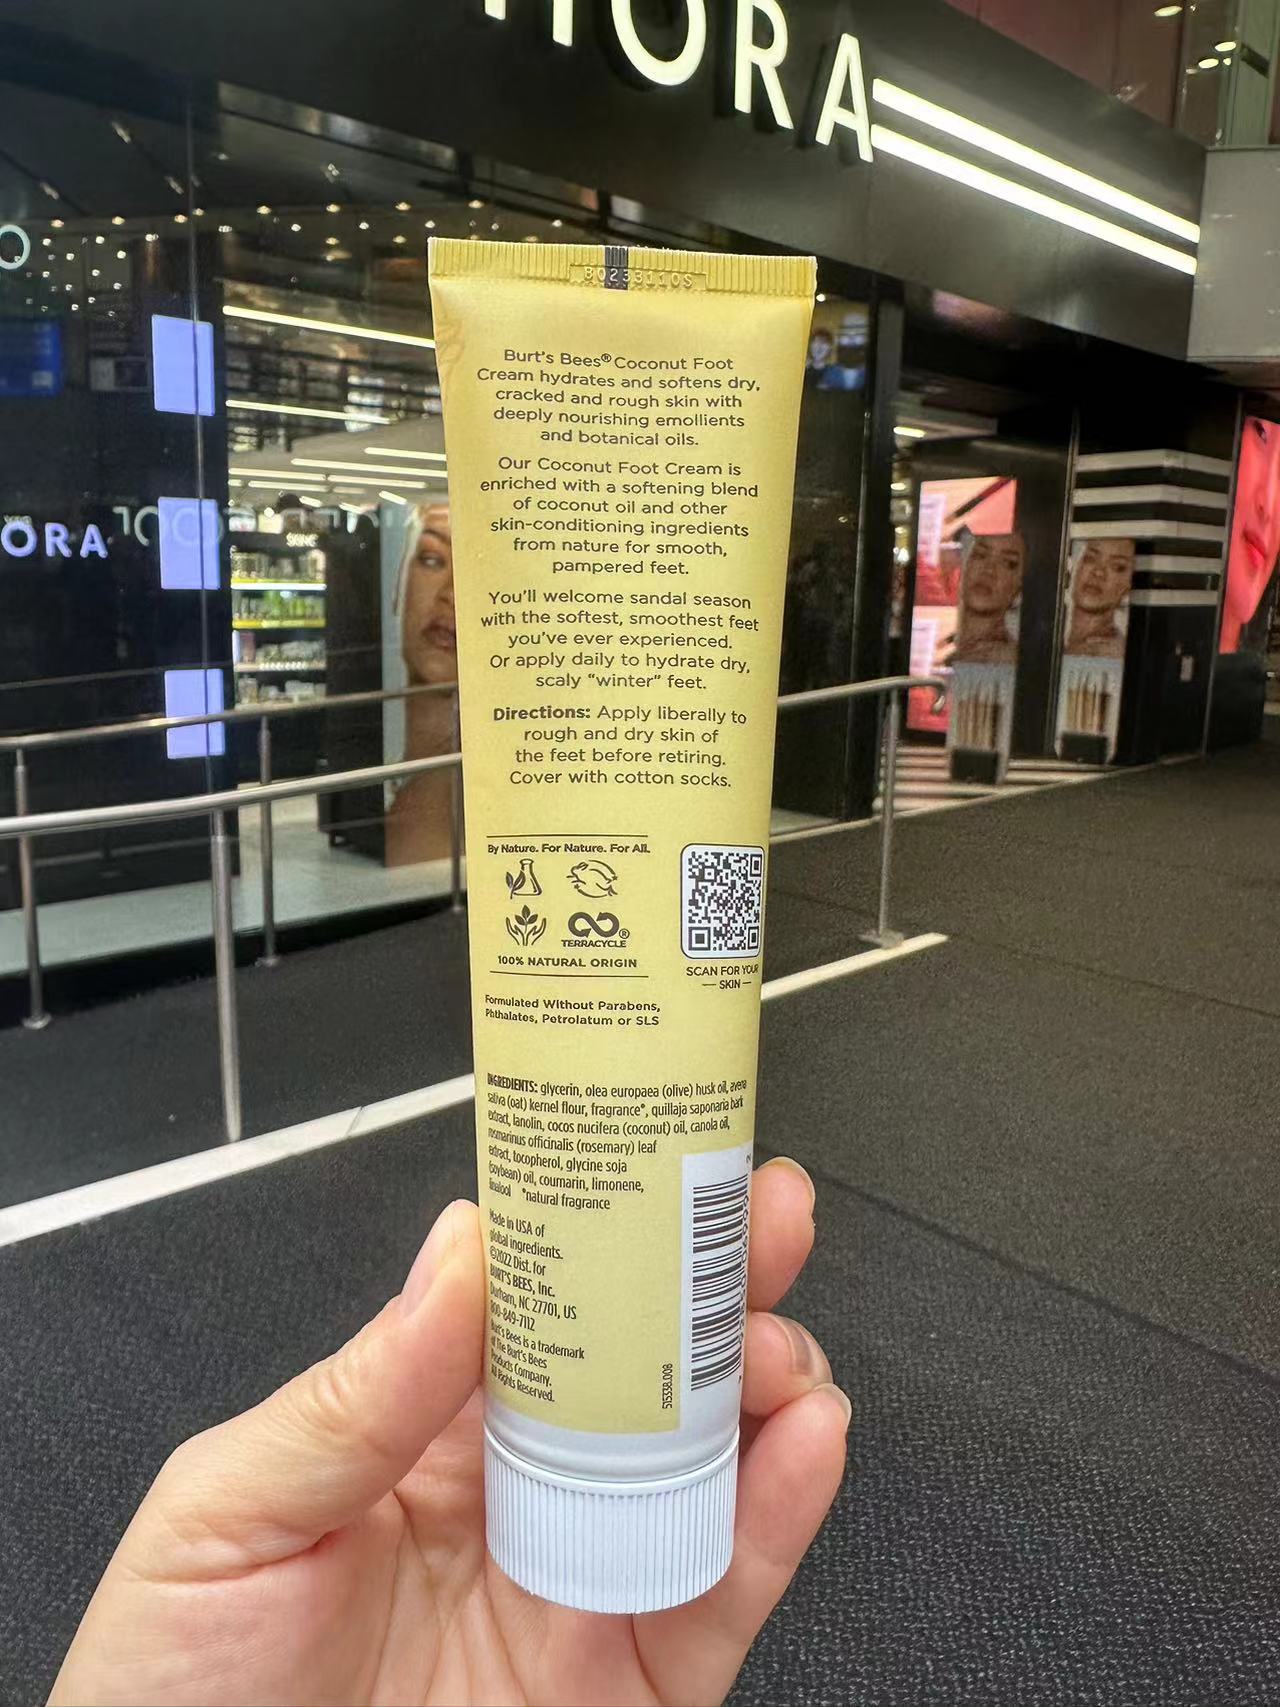 ORA
ORA
80233110S
Burt's Bees® Coconut Foot
Cream hydrates and softens dry,
cracked and rough skin with
deeply nourishing emollients
and botanical oils.
Our Coconut Foot Cream is
enriched with a softening blend
of coconut oil and other
skin-conditioning ingredients
from nature for smooth,
pampered feet.
You'll welcome sandal season
with the softest, smoothest feet
you've ever experienced.
Or apply daily to hydrate dry,
scaly “winter” feet.
Directions: Apply liberally to
rough and dry skin of
the feet before retiring.
Cover with cotton socks.
By Nature. For Nature. For All.
TERRACYCLE®
100% NATURAL ORIGIN
SCAN FOR YOUR
— SKIN —
Formulated Without Parabens,
Phthalates, Petrolatum or SLS
INGREDIENTS: glycerin, olea europaea (olive) husk oil, avena
sativa (oat) kernel flour, fragrance*, quillaja saponaria bark
extract, lanolin, cocos nucifera (coconut) oil, canola oil,
rosmarinus officinalis (rosemary) leaf
extract, tocopherol, glycine soja
(soybean) oil, coumarin, limonene,
linalool *natural fragrance
Made in USA of
global ingredients.
©2022 Dist. for
BURT'S BEES, Inc.
Durham, NC 27701, US
800-849-7112
Burt's Bees is a trademark
of The Burt's Bees
Products Company.
All Rights Reserved.
515338.008